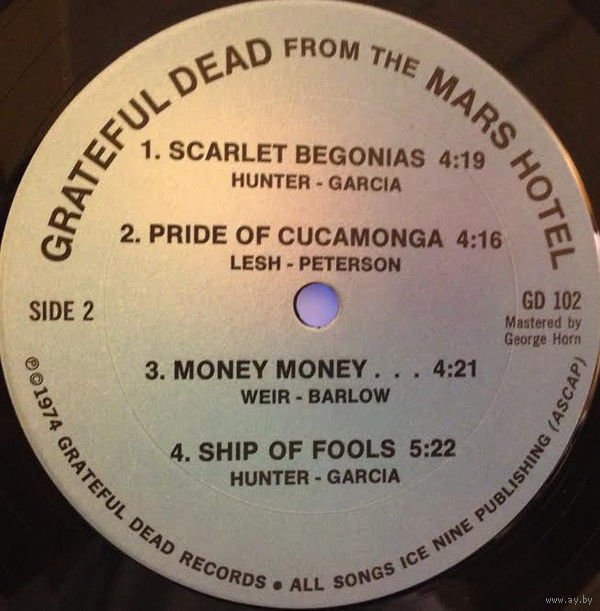 GRATEFUL DEAD FROM THE MARS HOTEL
1. SCARLET BEGONIAS 4:19
HUNTER - GARCIA
2. PRIDE OF CUCAMONGA 4:16
LESH - PETERSON
SIDE 2
GD 102
Mastered by
George Horn
3. MONEY MONEY . . . 4:21
WEIR - BARLOW
4. SHIP OF FOOLS 5:22
HUNTER - GARCIA
℗©1974 GRATEFUL DEAD RECORDS ● ALL SONGS ICE NINE PUBLISHING (ASCAP)
www.ay.by